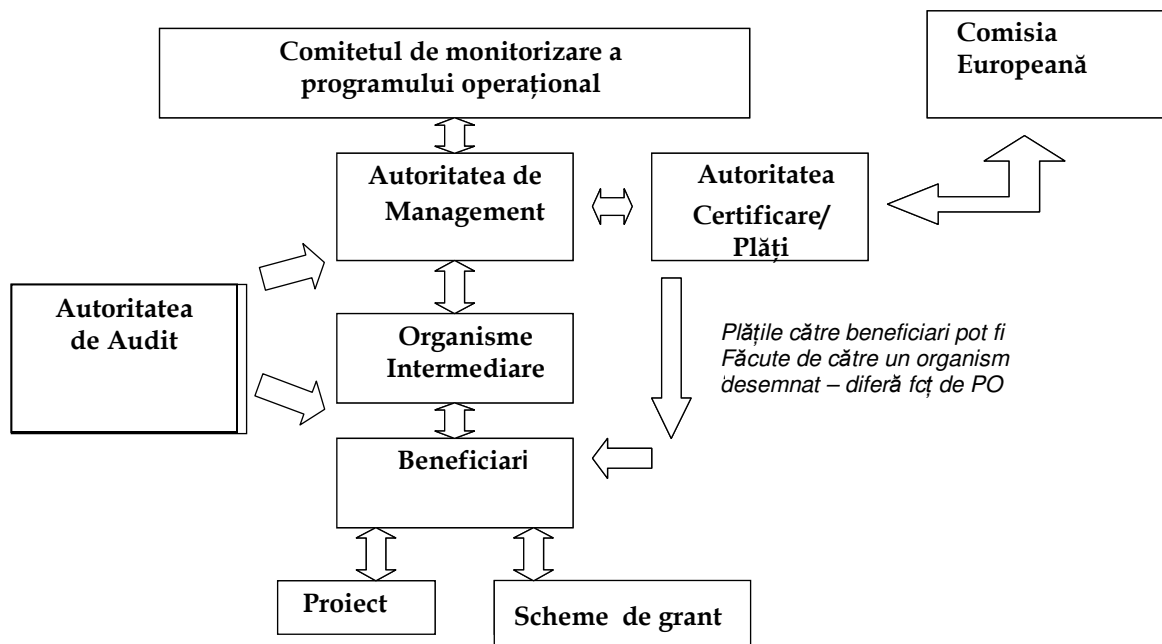 Comitetul de monitorizare a
programului operațional
Comisia
Europeană
Autoritatea de
Management
Autoritatea
Certificare/
Plăți
Autoritatea
de Audit
Organisme
Intermediare
Plățile către beneficiari pot fi
Făcute de către un organism
desemnat – diferă fcț de PO
Beneficiari
Proiect
Scheme de grant